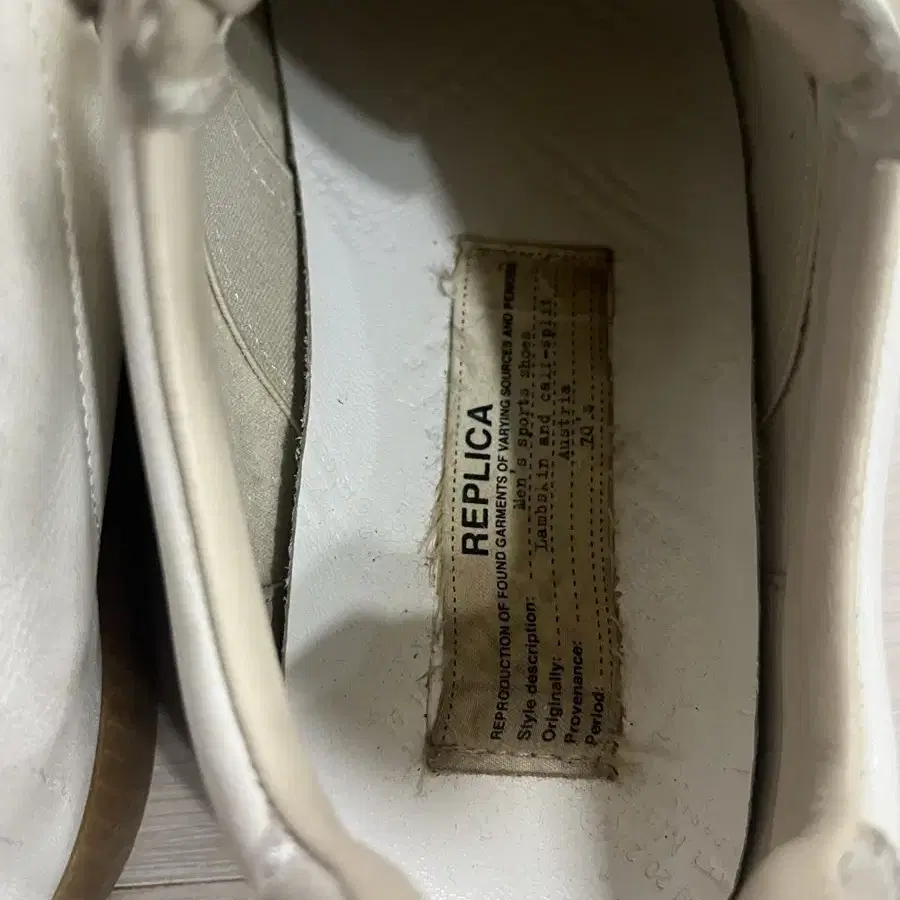 REPLICA
REPRODUCTION OF FOUND GARMENTS OF VARYING SOURCES AND PERIODS
Style description: Men's sports shoes
Originally: Lambskin and calf-split
Provenance: Austria
Period: 70's